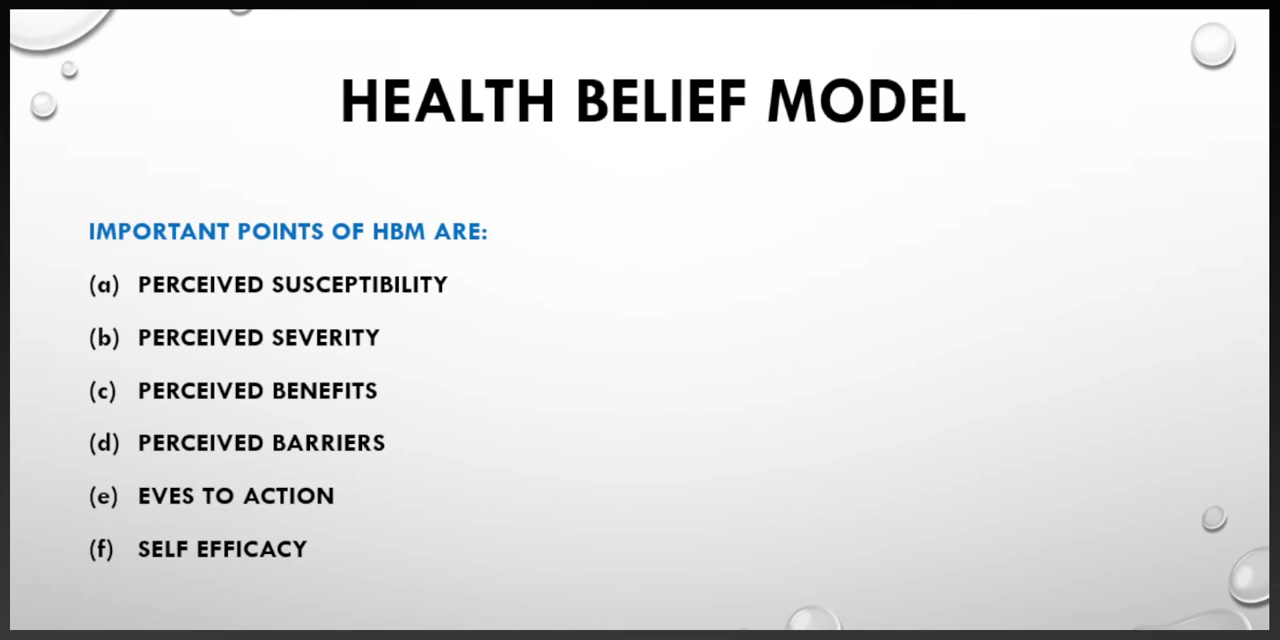 HEALTH BELIEF MODEL
IMPORTANT POINTS OF HBM ARE:
(a) PERCEIVED SUSCEPTIBILITY
(b) PERCEIVED SEVERITY
(c) PERCEIVED BENEFITS
(d) PERCEIVED BARRIERS
(e) EVES TO ACTION
(f) SELF EFFICACY